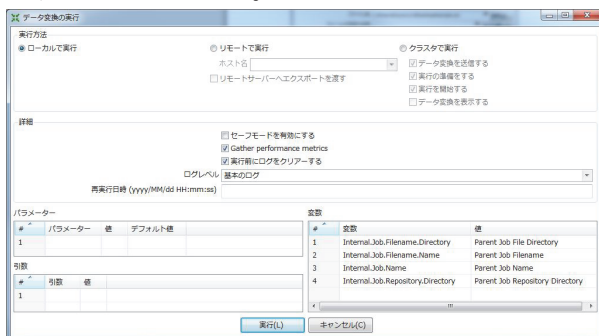 データ変換の実行
実行方法
ローカルで実行
リモートで実行
クラスタで実行
ホスト名
データ変換を送信する
リモートサーバーへエクスポートを渡す
実行の準備をする
実行を開始する
データ変換を表示する
詳細
セーフモードを有効にする
Gather performance metrics
実行前にログをクリアーする
ログレベル 基本のログ
再実行日時 (yyyy/MM/dd HH:mm:ss)
パラメーター
# パラメーター 値 デフォルト値
1
引数
# 引数 値
1
変数
# 変数 値
1 Internal.Job.Filename.Directory Parent Job File Directory
2 Internal.Job.Filename.Name Parent Job Filename
3 Internal.Job.Name Parent Job Name
4 Internal.Job.Repository.Directory Parent Job Repository Directory
実行(L) キャンセル(C)